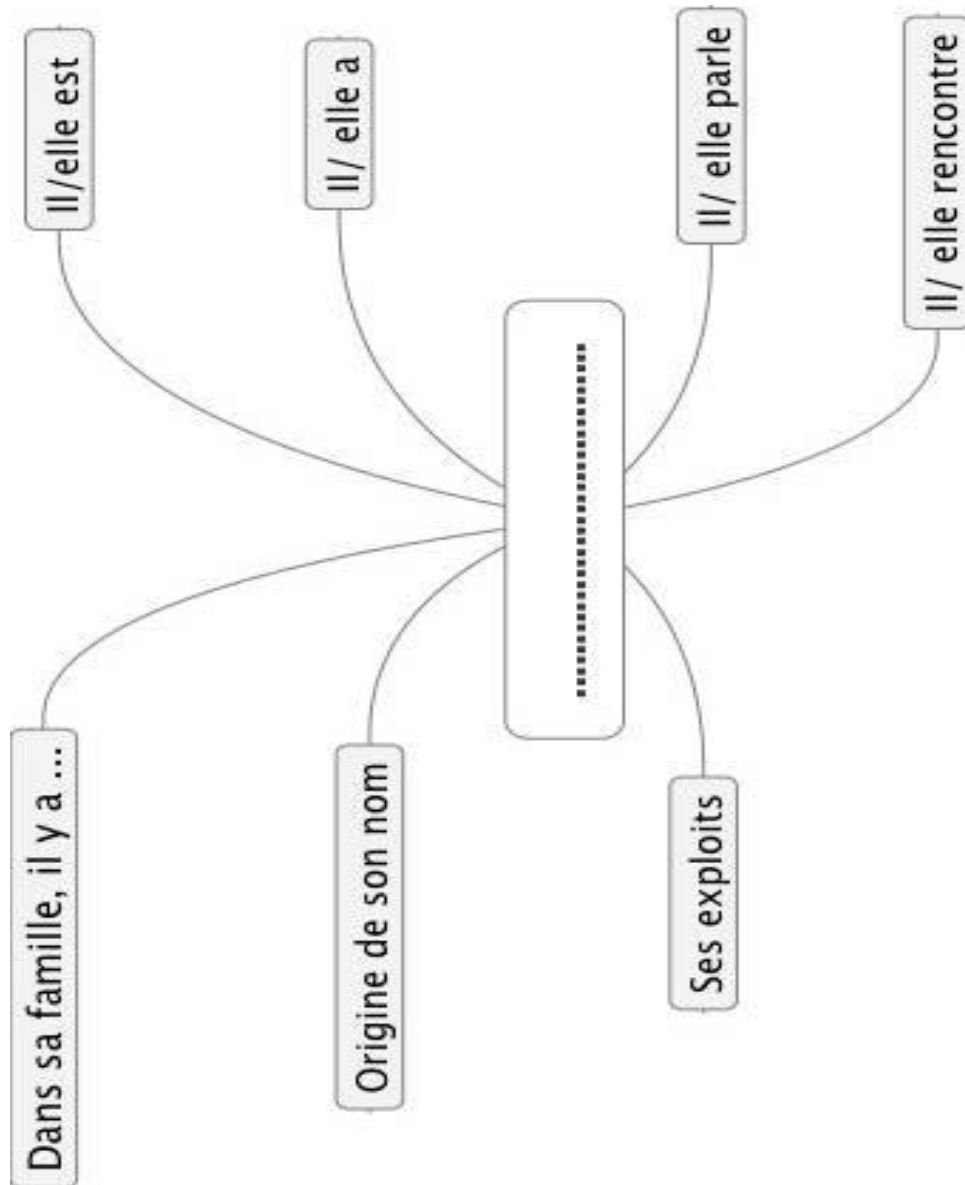 Dans sa famille, il y a ...
Origine de son nom
Ses exploits
Il/elle est
Il/ elle a
Il/ elle parle
Il/ elle rencontre